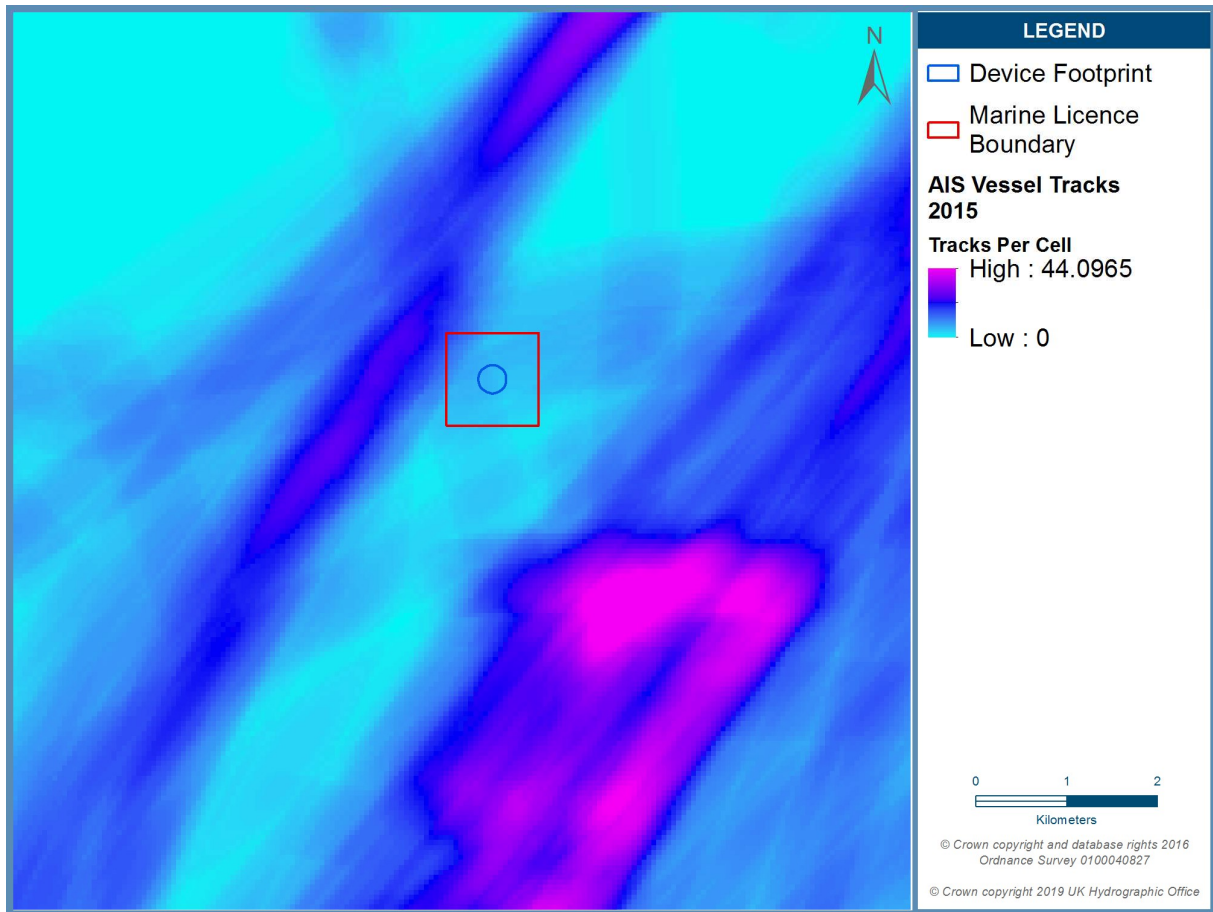 N
LEGEND
Device Footprint
Marine Licence
Boundary
AIS Vessel Tracks
2015
Tracks Per Cell
High : 44.0965
Low : 0
0 1 2
Kilometers
© Crown copyright and database rights 2016
Ordnance Survey 0100040827
© Crown copyright 2019 UK Hydrographic Office